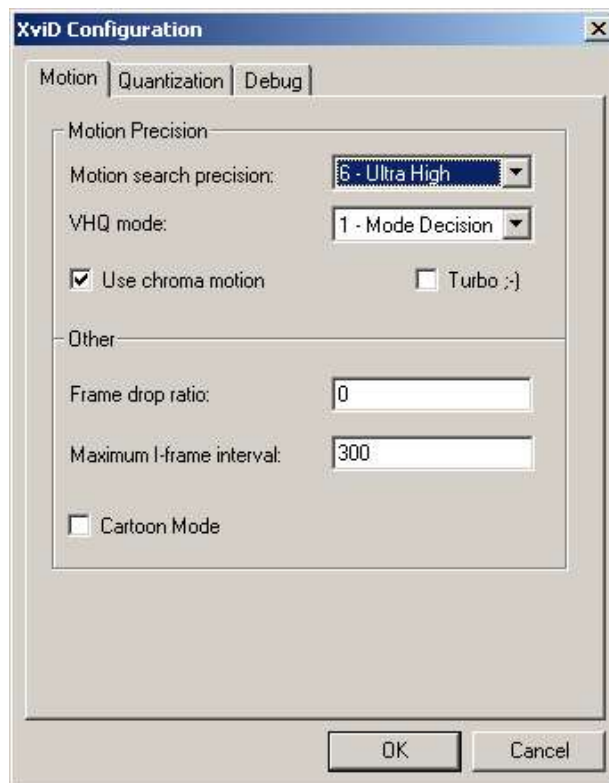 XviD Configuration
Motion Quantization Debug
Motion Precision
Motion search precision: 6 - Ultra High
VHQ mode: 1 - Mode Decision
Use chroma motion Turbo ;-)
Other
Frame drop ratio: 0
Maximum I-frame interval: 300
Cartoon Mode
OK Cancel